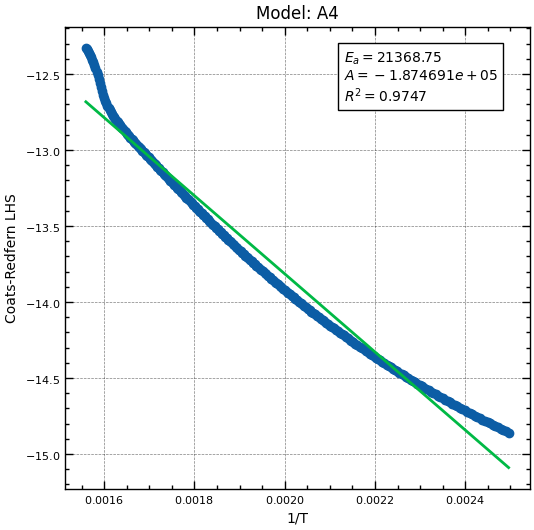 Model: A4
E_a = 21368.75
A = −1.874691e + 05
R² = 0.9747
Coats-Redfern LHS
−12.5
−13.0
−13.5
−14.0
−14.5
−15.0
0.0016 0.0018 0.0020 0.0022 0.0024
1/T